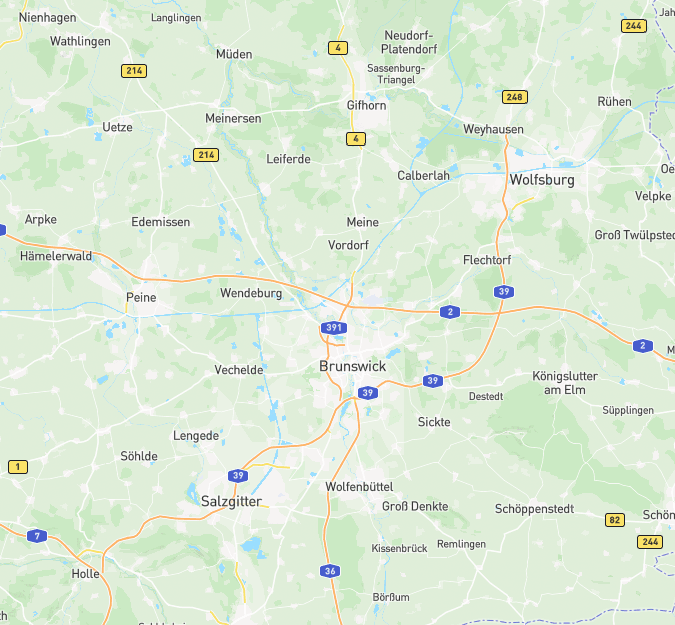 Nienhagen
Langlingen
244
Wathlingen
Neudorf-
Platendorf
4
Müden
214
Sassenburg-
Triangel
248
Gifhorn
Rühen
Meinersen
Uetze
Weyhausen
4
214
Leiferde
Calberlah
Wolfsburg
Velpke
Arpke
Edemissen
Meine
Vordorf
Groß Twülpsted
Hämelerwald
Flechtorf
Peine
Wendeburg
39
2
391
2
Brunswick
Vechelde
39
39
Königslutter
am Elm
Destedt
Süpplingen
Sickte
Lengede
Söhlde
1
39
Wolfenbüttel
Salzgitter
Groß Denkte
Schöppenstedt
82
Schön
7
244
Remlingen
Kissenbrück
Holle
36
Börßum